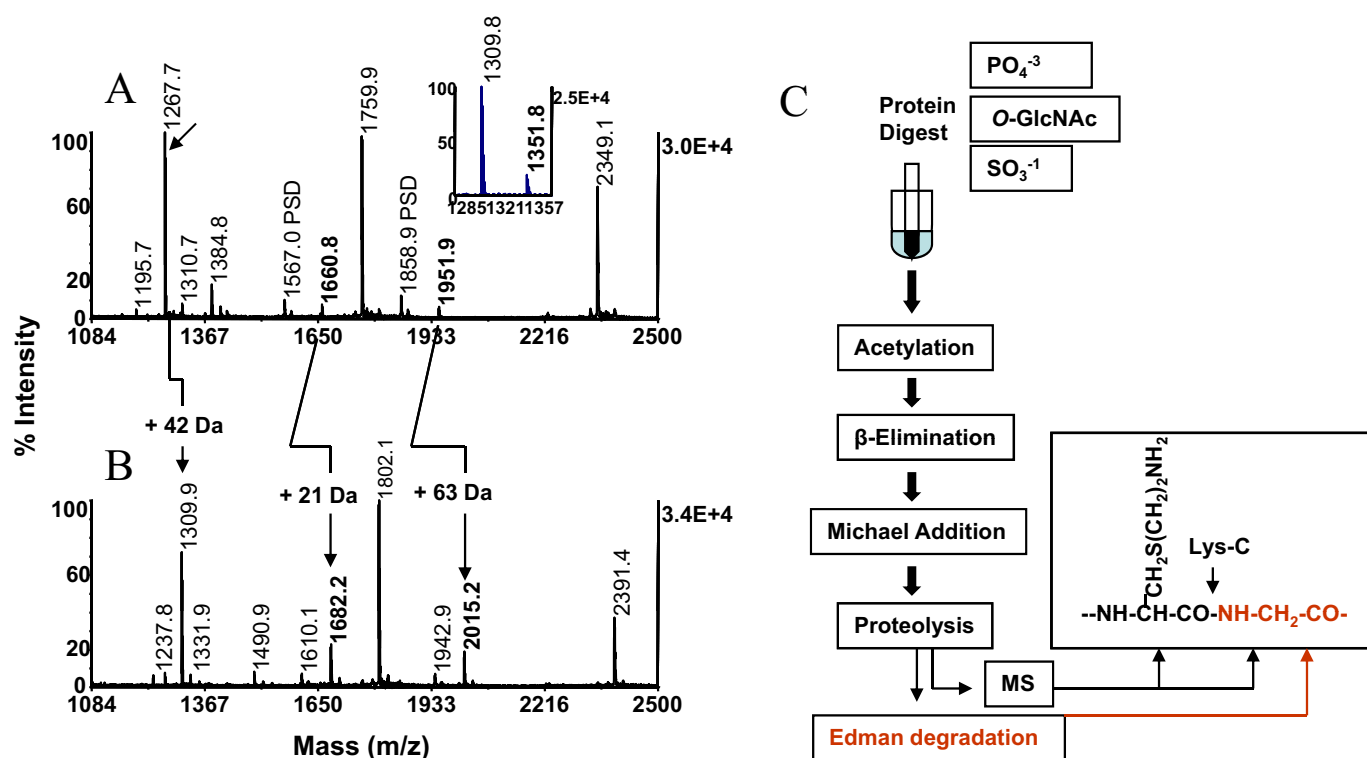 A
1267.7
1309.8
100
2.5E+4
50
1351.8
0
128513211357
1759.9
100
3.0E+4
2349.1
60
1567.0 PSD
1858.9 PSD
1384.8
1660.8
1951.9
1195.7
1310.7
20
0
1084
1367
1650
1933
2216
2500
% Intensity
+ 42 Da
+ 21 Da
+ 63 Da
B
1309.9
1802.1
100
3.4E+4
60
1682.2
2015.2
2391.4
1237.8
1331.9
1490.9
1610.1
1942.9
20
0
1084
1367
1650
1933
2216
2500
Mass (m/z)
C
PO₄⁻³
Protein
Digest
O-GlcNAc
SO₃⁻¹
Acetylation
β-Elimination
Michael Addition
Proteolysis
MS
Edman degradation
CH₂S(CH₂)₂NH₂
Lys-C
--NH-CH-CO-NH-CH₂-CO-